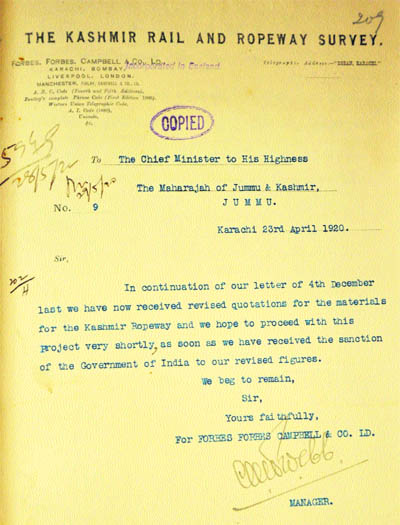 209
THE KASHMIR RAIL AND ROPEWAY SURVEY.
FORBES, FORBES, CAMPBELL & CO. LD.,
Incorporated in England
KARACHI, BOMBAY,
LIVERPOOL, LONDON.
MANCHESTER,
Telegraphic Address:
A. B. C. Code (Fourth and Fifth Additions),
Bentley's complete Phrase Code (First Edition 1909),
Western Union Telegraphic Code,
A. I. Code (1888),
&c.
COPIED
To The Chief Minister to His Highness
The Maharajah of Jummu & Kashmir,
JUMMU.
No. 9
Karachi 23rd April 1920.
Sir,
In continuation of our letter of 4th December
last we have now received revised quotations for the materials
for the Kashmir Ropeway and we hope to proceed with this
project very shortly, as soon as we have received the sanction
of the Government of India to our revised figures.
We beg to remain,
Sir,
Yours faithfully,
For FORBES FORBES CAMPBELL & CO. LD.
MANAGER.